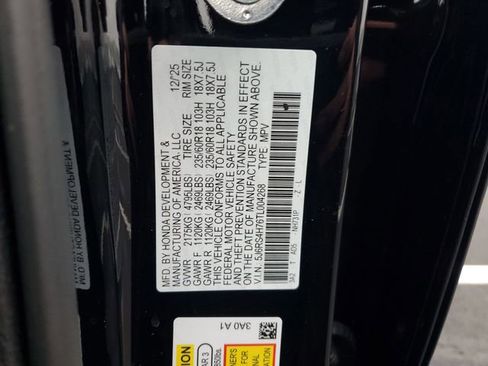 MFD. BY HONDA DEVELOPMENT &
MANUFACTURING OF AMERICA, LLC 12/25
GVWR 2175KG ( 4795LBS) TIRE SIZE RIM SIZE
GAWR F 1120KG ( 2469LBS) 235/60R18 103H 18X7.5J
GAWR R 1120KG ( 2469LBS) 235/60R18 103H 18X7.5J
THIS VEHICLE CONFORMS TO ALL APPLICABLE
FEDERAL MOTOR VEHICLE SAFETY
AND THEFT PREVENTION STANDARDS IN EFFECT
ON THE DATE OF MANUFACTURE SHOWN ABOVE.
V.I.N. 5J6RS4H76TL004268 TYPE: MPV
3A2 T A05 NH731P Z L
3A0 A1